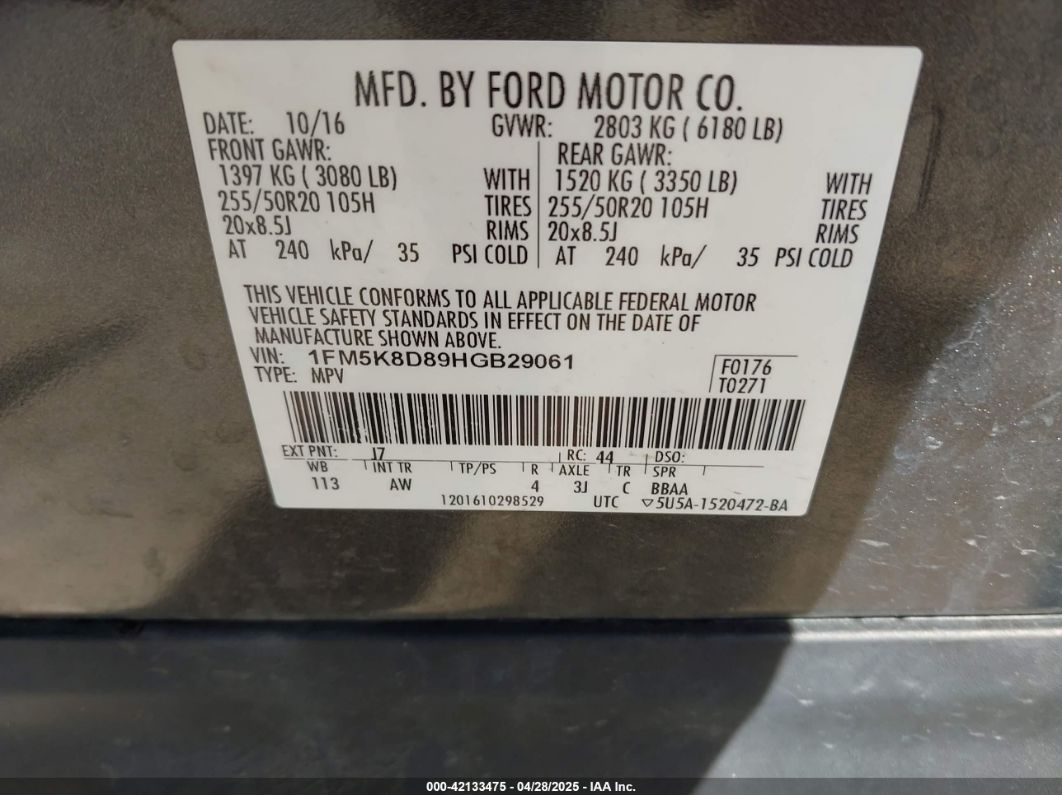 MFD. BY FORD MOTOR CO.
DATE: 10/16 GVWR: 2803 KG ( 6180 LB)
FRONT GAWR: REAR GAWR:
1397 KG ( 3080 LB) WITH 1520 KG ( 3350 LB) WITH
255/50R20 105H TIRES 255/50R20 105H TIRES
20x8.5J RIMS 20x8.5J RIMS
AT 240 kPa/ 35 PSI COLD AT 240 kPa/ 35 PSI COLD
THIS VEHICLE CONFORMS TO ALL APPLICABLE FEDERAL MOTOR
VEHICLE SAFETY STANDARDS IN EFFECT ON THE DATE OF
MANUFACTURE SHOWN ABOVE.
VIN: 1FM5K8D89HGB29061 F0176
TYPE: MPV T0271
EXT PNT: J7 RC: 44 DSO:
WB INT TR TP/PS R AXLE TR SPR
113 AW 4 3J C BBAA
1201610298529 UTC ▽5U5A-1520472-BA
000-42133475 - 04/28/2025 - IAA Inc.